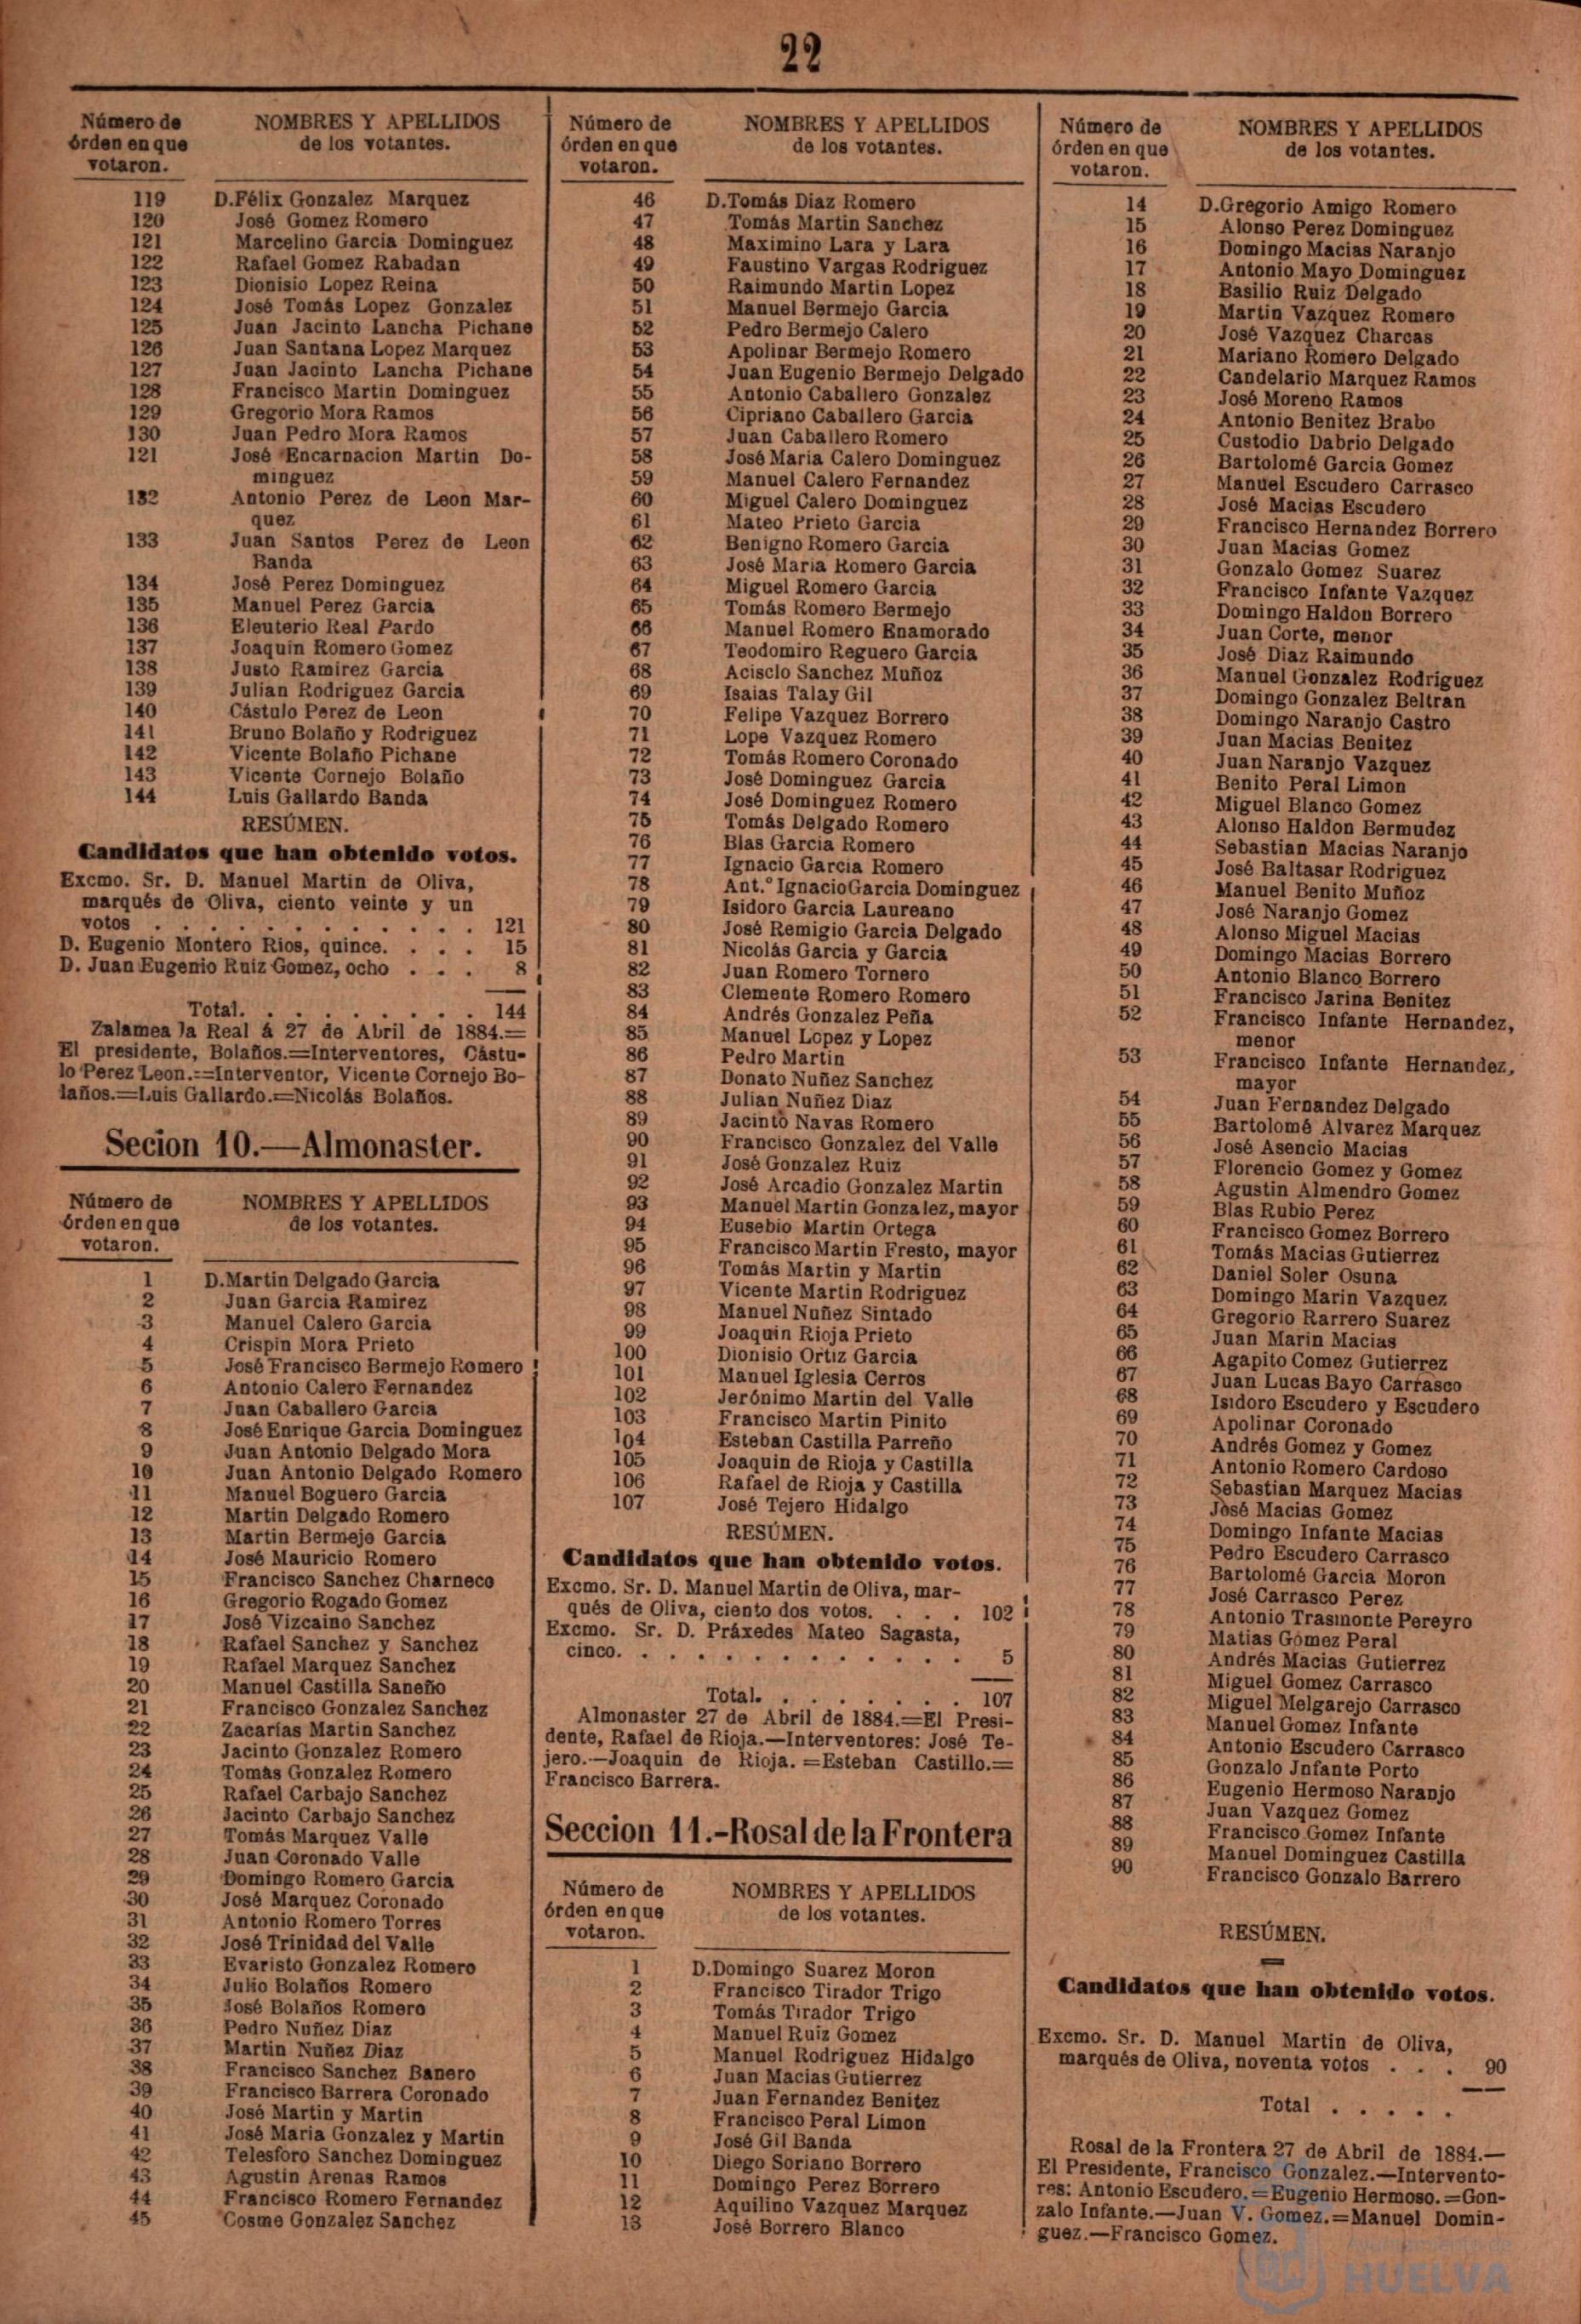 22
Número de
órden en que
votaron.
NOMBRES Y APELLIDOS
de los votantes.
119 D. Félix Gonzalez Marquez
120 José Gomez Romero
121 Marcelino Garcia Dominguez
122 Rafael Gomez Rabadan
123 Dionisio Lopez Reina
124 José Tomás Lopez Gonzalez
125 Juan Jacinto Lancha Pichane
126 Juan Santana Lopez Marquez
127 Juan Jacinto Lancha Pichane
128 Francisco Martin Dominguez
129 Gregorio Mora Ramos
130 Juan Pedro Mora Ramos
121 José Encarnacion Martin Do-
minguez
132 Antonio Perez de Leon Mar-
quez
133 Juan Santos Perez de Leon
Banda
134 José Perez Dominguez
135 Manuel Perez Garcia
136 Eleuterio Real Pardo
137 Joaquin Romero Gomez
138 Justo Ramirez Garcia
139 Julian Rodriguez Garcia
140 Cástulo Perez de Leon
141 Bruno Bolaño y Rodriguez
142 Vicente Bolaño Pichane
143 Vicente Cornejo Bolaño
144 Luis Gallardo Banda
RESÚMEN.
Candidatos que han obtenido votos.
Excmo. Sr. D. Manuel Martin de Oliva,
marqués de Oliva, ciento veinte y un
votos . . . . . . . . . . . 121
D. Eugenio Montero Rios, quince. . . . 15
D. Juan Eugenio Ruiz Gomez, ocho . . . 8
Total. . . . . . . . . 144
Zalamea la Real á 27 de Abril de 1884.=
El presidente, Bolaños.=Interventores, Cástu-
lo Perez Leon.=Interventor, Vicente Cornejo Bo-
laños.=Luis Gallardo.=Nicolás Bolaños.
Secion 10.—Almonaster.
Número de
órden en que
votaron.
NOMBRES Y APELLIDOS
de los votantes.
1 D. Martin Delgado Garcia
2 Juan Garcia Ramirez
3 Manuel Calero Garcia
4 Crispin Mora Prieto
5 José Francisco Bermejo Romero
6 Antonio Calero Fernandez
7 Juan Caballero Garcia
8 José Enrique Garcia Dominguez
9 Juan Antonio Delgado Mora
10 Juan Antonio Delgado Romero
11 Manuel Boguero Garcia
12 Martin Delgado Romero
13 Martin Bermejo Garcia
14 José Mauricio Romero
15 Francisco Sanchez Charneco
16 Gregorio Rogado Gomez
17 José Vizcaino Sanchez
18 Rafael Sanchez y Sanchez
19 Rafael Marquez Sanchez
20 Manuel Castilla Saneño
21 Francisco Gonzalez Sanchez
22 Zacarías Martin Sanchez
23 Jacinto Gonzalez Romero
24 Tomás Gonzalez Romero
25 Rafael Carbajo Sanchez
26 Jacinto Carbajo Sanchez
27 Tomás Marquez Valle
28 Juan Coronado Valle
29 Domingo Romero Garcia
30 José Marquez Coronado
31 Antonio Romero Torres
32 José Trinidad del Valle
33 Evaristo Gonzalez Romero
34 Julio Bolaños Romero
35 José Bolaños Romero
36 Pedro Nuñez Diaz
37 Martin Nuñez Diaz
38 Francisco Sanchez Banero
39 Francisco Barrera Coronado
40 José Martin y Martin
41 José Maria Gonzalez y Martin
42 Telesforo Sanchez Dominguez
43 Agustin Arenas Ramos
44 Francisco Romero Fernandez
45 Cosme Gonzalez Sanchez
Número de
órden en que
votaron.
NOMBRES Y APELLIDOS
de los votantes.
46 D. Tomás Diaz Romero
47 Tomás Martin Sanchez
48 Maximino Lara y Lara
49 Faustino Vargas Rodriguez
50 Raimundo Martin Lopez
51 Manuel Bermejo Garcia
52 Pedro Bermejo Calero
53 Apolinar Bermejo Romero
54 Juan Eugenio Bermejo Delgado
55 Antonio Caballero Gonzalez
56 Cipriano Caballero Garcia
57 Juan Caballero Romero
58 José Maria Calero Dominguez
59 Manuel Calero Fernandez
60 Miguel Calero Dominguez
61 Mateo Prieto Garcia
62 Benigno Romero Garcia
63 José Maria Romero Garcia
64 Miguel Romero Garcia
65 Tomás Romero Bermejo
66 Manuel Romero Enamorado
67 Teodomiro Reguero Garcia
68 Acisclo Sanchez Muñoz
69 Isaias Talay Gil
70 Felipe Vazquez Borrero
71 Lope Vazquez Romero
72 Tomás Romero Coronado
73 José Dominguez Garcia
74 José Dominguez Romero
75 Tomás Delgado Romero
76 Blas Garcia Romero
77 Ignacio Garcia Romero
78 Ant.º Ignacio Garcia Dominguez
79 Isidoro Garcia Laureano
80 José Remigio Garcia Delgado
81 Nicolás Garcia y Garcia
82 Juan Romero Tornero
83 Clemente Romero Romero
84 Andrés Gonzalez Peña
85 Manuel Lopez y Lopez
86 Pedro Martin
87 Donato Nuñez Sanchez
88 Julian Nuñez Diaz
89 Jacinto Navas Romero
90 Francisco Gonzalez del Valle
91 José Gonzalez Ruiz
92 José Arcadio Gonzalez Martin
93 Manuel Martin Gonzalez, mayor
94 Eusebio Martin Ortega
95 Francisco Martin Fresto, mayor
96 Tomás Martin y Martin
97 Vicente Martin Rodriguez
98 Manuel Nuñez Sintado
99 Joaquin Rioja Prieto
100 Dionisio Ortiz Garcia
101 Manuel Iglesia Cerros
102 Jerónimo Martin del Valle
103 Francisco Martin Pinito
104 Esteban Castilla Parreño
105 Joaquin de Rioja y Castilla
106 Rafael de Rioja y Castilla
107 José Tejero Hidalgo
RESÚMEN.
Candidatos que han obtenido votos.
Excmo. Sr. D. Manuel Martin de Oliva, mar-
qués de Oliva, ciento dos votos. . . . . 102
Excmo. Sr. D. Práxedes Mateo Sagasta,
cinco. . . . . . . . . . . . . 5
Total. . . . . . . . . 107
Almonaster 27 de Abril de 1884.=El Presi-
dente, Rafael de Rioja.—Interventores: José Te-
jero.—Joaquin de Rioja.=Esteban Castillo.=
Francisco Barrera.
Seccion 11.-Rosal de la Frontera
Número de
órden en que
votaron.
NOMBRES Y APELLIDOS
de los votantes.
1 D. Domingo Suarez Moron
2 Francisco Tirador Trigo
3 Tomás Tirador Trigo
4 Manuel Ruiz Gomez
5 Manuel Rodriguez Hidalgo
6 Juan Macias Gutierrez
7 Juan Fernandez Benitez
8 Francisco Peral Limon
9 José Gil Banda
10 Diego Soriano Borrero
11 Domingo Perez Borrero
12 Aquilino Vazquez Marquez
13 José Borrero Blanco
Número de
órden en que
votaron.
NOMBRES Y APELLIDOS
de los votantes.
14 D. Gregorio Amigo Romero
15 Alonso Perez Dominguez
16 Domingo Macias Naranjo
17 Antonio Mayo Dominguez
18 Basilio Ruiz Delgado
19 Martin Vazquez Romero
20 José Vazquez Charcas
21 Mariano Romero Delgado
22 Candelario Marquez Ramos
23 José Moreno Ramos
24 Antonio Benitez Brabo
25 Custodio Dabrio Delgado
26 Bartolomé Garcia Gomez
27 Manuel Escudero Carrasco
28 José Macias Escudero
29 Francisco Hernandez Borrero
30 Juan Macias Gomez
31 Gonzalo Gomez Suarez
32 Francisco Infante Vazquez
33 Domingo Haldon Borrero
34 Juan Corte, menor
35 José Diaz Raimundo
36 Manuel Gonzalez Rodriguez
37 Domingo Gonzalez Beltran
38 Domingo Naranjo Castro
39 Juan Macias Benitez
40 Juan Naranjo Vazquez
41 Benito Peral Limon
42 Miguel Blanco Gomez
43 Alonso Haldon Bermudez
44 Sebastian Macias Naranjo
45 José Baltasar Rodriguez
46 Manuel Benito Muñoz
47 José Naranjo Gomez
48 Alonso Miguel Macias
49 Domingo Macias Borrero
50 Antonio Blanco Borrero
51 Francisco Jarina Benitez
52 Francisco Infante Hernandez,
menor
53 Francisco Infante Hernandez,
mayor
54 Juan Fernandez Delgado
55 Bartolomé Alvarez Marquez
56 José Asencio Macias
57 Florencio Gomez y Gomez
58 Agustin Almendro Gomez
59 Blas Rubio Perez
60 Francisco Gomez Borrero
61 Tomás Macias Gutierrez
62 Daniel Soler Osuna
63 Domingo Marin Vazquez
64 Gregorio Rarrero Suarez
65 Juan Marin Macias
66 Agapito Comez Gutierrez
67 Juan Lucas Bayo Carrasco
68 Isidoro Escudero y Escudero
69 Apolinar Coronado
70 Andrés Gomez y Gomez
71 Antonio Romero Cardoso
72 Sebastian Marquez Macias
73 José Macias Gomez
74 Domingo Infante Macias
75 Pedro Escudero Carrasco
76 Bartolomé Garcia Moron
77 José Carrasco Perez
78 Antonio Trasmonte Pereyro
79 Matias Gomez Peral
80 Andrés Macias Gutierrez
81 Miguel Gomez Carrasco
82 Miguel Melgarejo Carrasco
83 Manuel Gomez Infante
84 Antonio Escudero Carrasco
85 Gonzalo Infante Porto
86 Eugenio Hermoso Naranjo
87 Juan Vazquez Gomez
88 Francisco Gomez Infante
89 Manuel Dominguez Castilla
90 Francisco Gonzalo Barrero
RESÚMEN.
Candidatos que han obtenido votos.
Excmo. Sr. D. Manuel Martin de Oliva,
marqués de Oliva, noventa votos . . . 90
Total . . . . .
Rosal de la Frontera 27 de Abril de 1884.—
El Presidente, Francisco Gonzalez.—Intervento-
res: Antonio Escudero.=Eugenio Hermoso.=Gon-
zalo Infante.—Juan V. Gomez.=Manuel Domin-
guez.—Francisco Gomez.
HUELVA